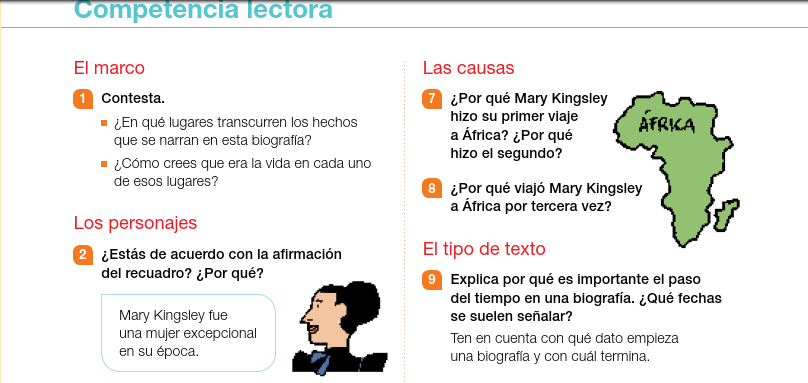 Competencia lectora
El marco
1 Contesta.
¿En qué lugares transcurren los hechos
que se narran en esta biografía?
¿Cómo crees que era la vida en cada uno
de esos lugares?
Los personajes
2 ¿Estás de acuerdo con la afirmación
del recuadro? ¿Por qué?
Mary Kingsley fue
una mujer excepcional
en su época.
Las causas
7 ¿Por qué Mary Kingsley
hizo su primer viaje
a África? ¿Por qué
hizo el segundo?
ÁFRICA
8 ¿Por qué viajó Mary Kingsley
a África por tercera vez?
El tipo de texto
9 Explica por qué es importante el paso
del tiempo en una biografía. ¿Qué fechas
se suelen señalar?
Ten en cuenta con qué dato empieza
una biografía y con cuál termina.